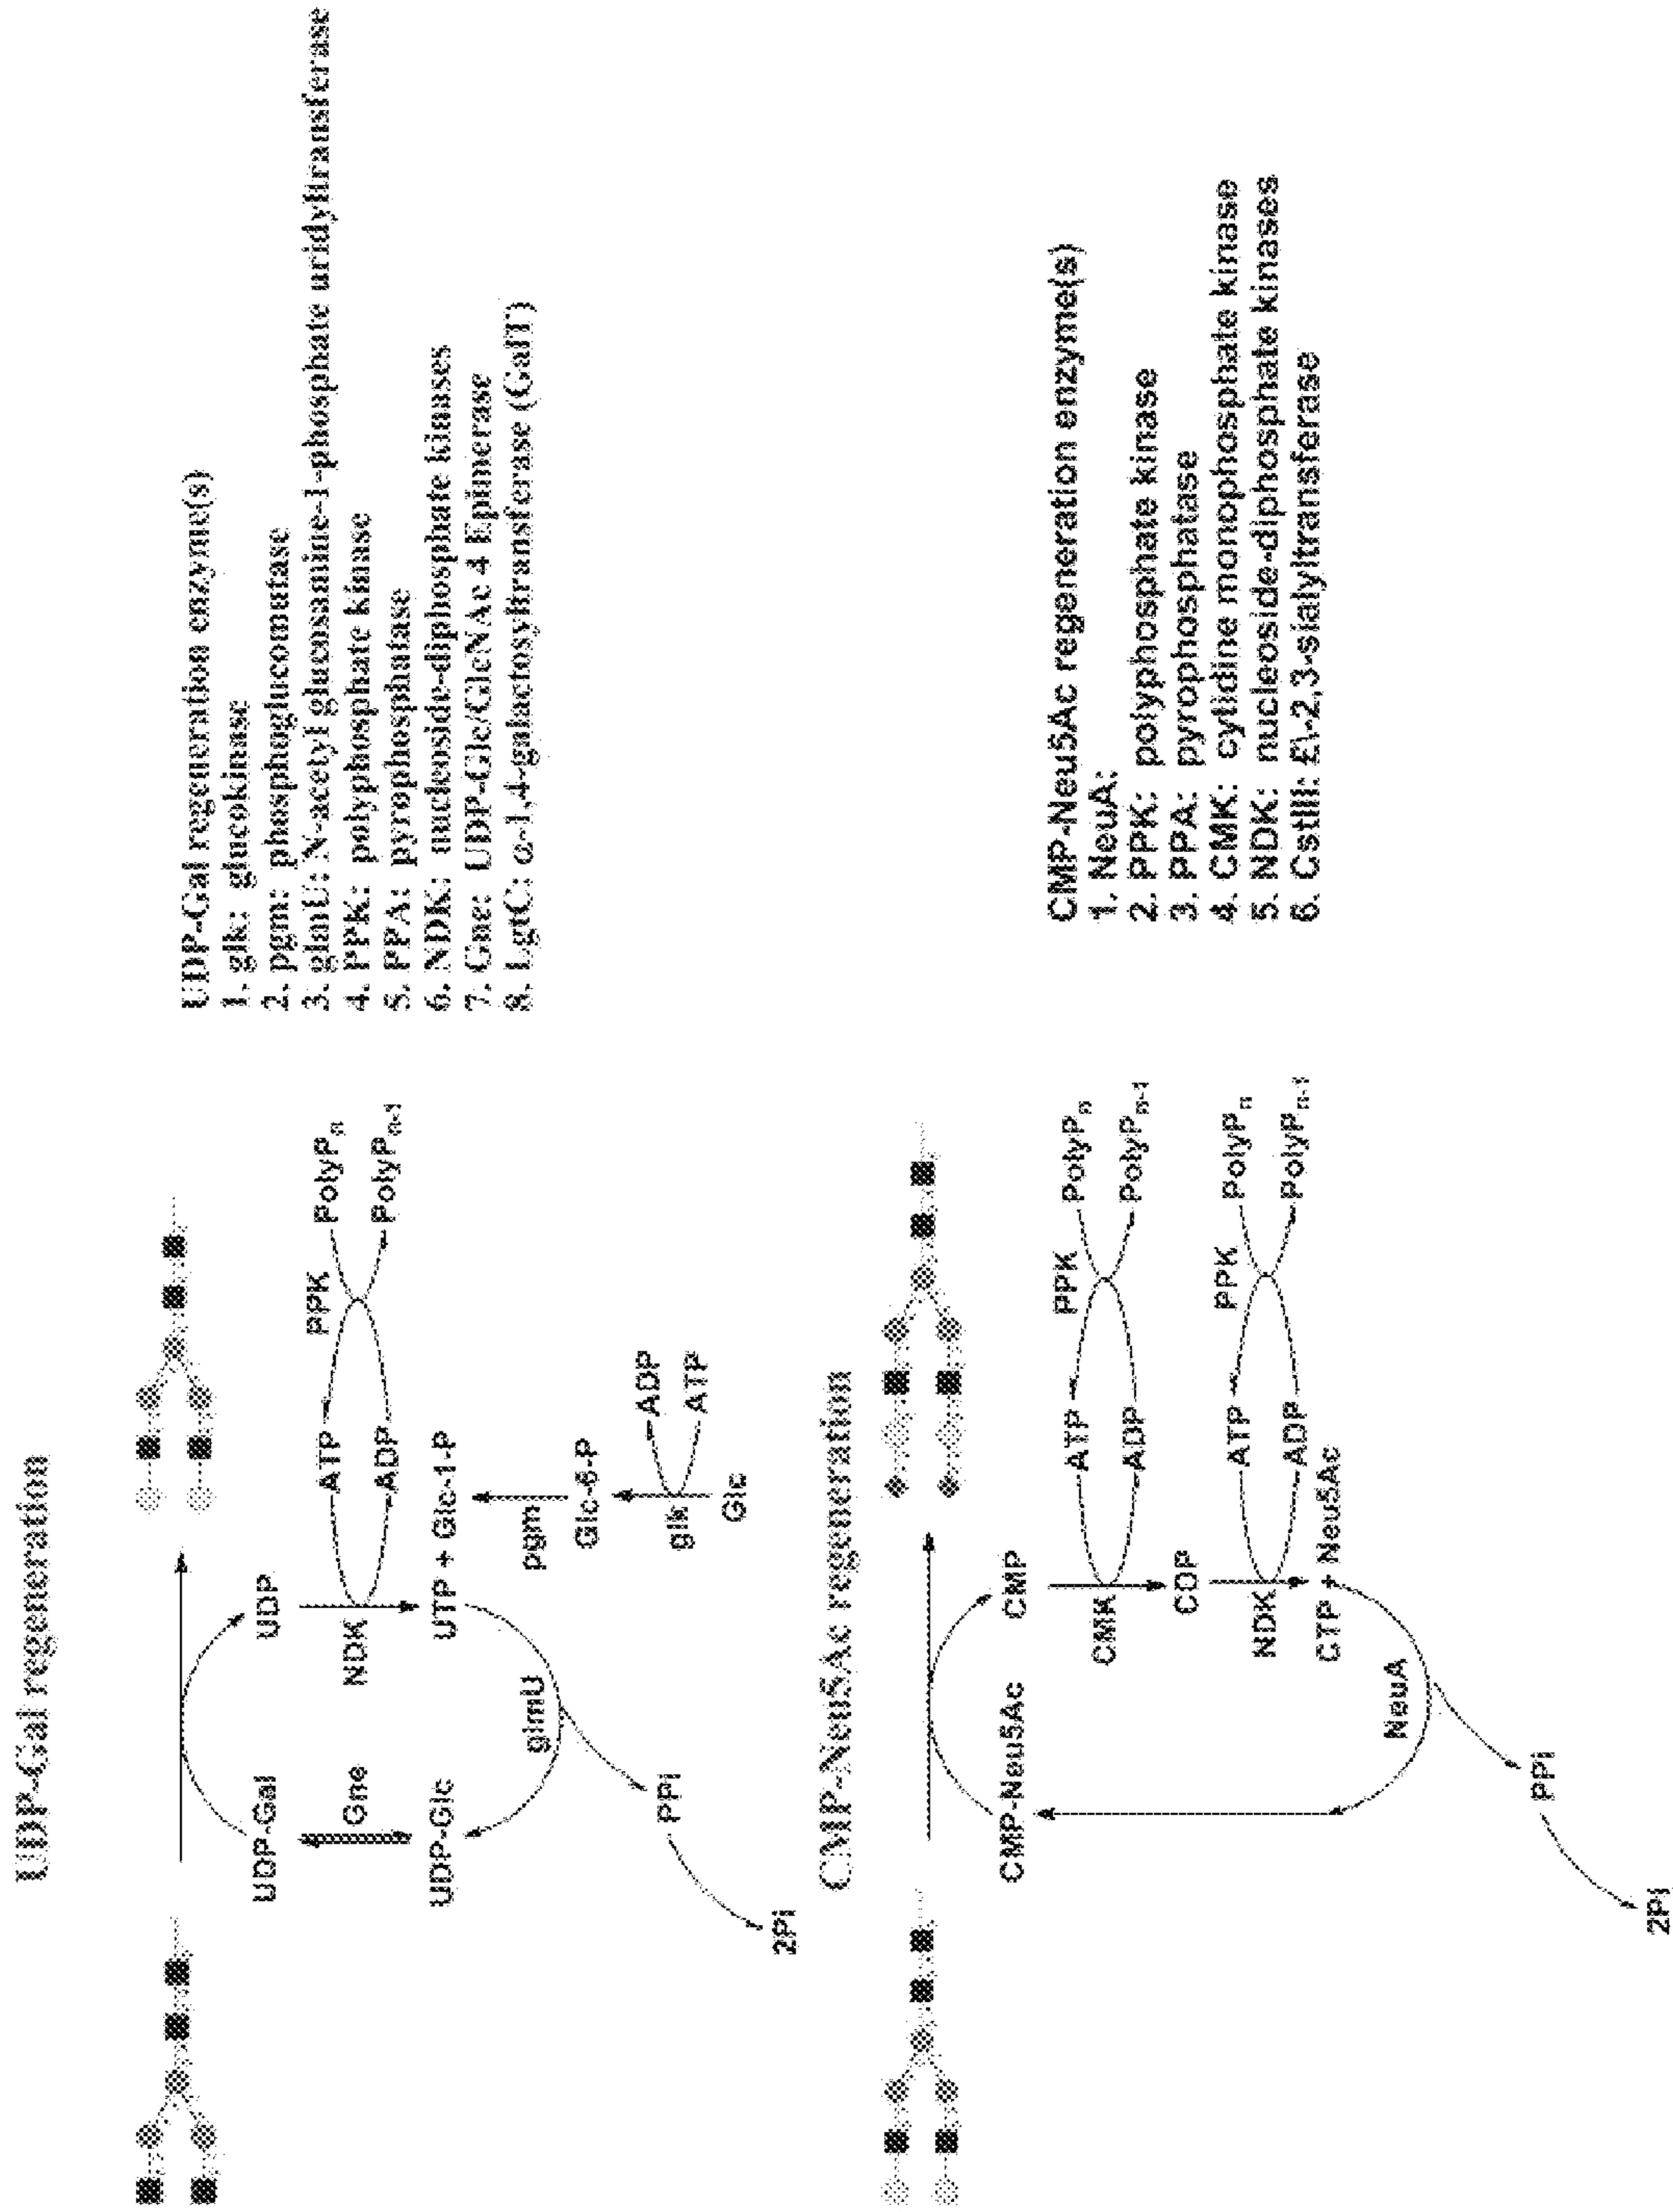 UDP-Gal regeneration
UDP-Gal
UDP
Gne
NDK
ATP
ADP
PPK
PolyPn
PolyPn-1
UDP-Glc
UTP + Glc-1-P
glmU
pgm
Glc-6-P
PPi
glk
ADP
ATP
Glc
2Pi
UDP-Gal regeneration enzyme(s)
1. glk: glucokinase
2. pgm: phosphoglucomutase
3. glmU: N-acetyl glucosamine-1-phosphate uridyltransferase
4. PPK: polyphosphate kinase
5. PPA: pyrophosphatase
6. NDK: nucleoside-diphosphate kinases
7. Gne: UDP-Glc/GlcNAc 4 Epimerase
8. LgtC: α-1,4-galactosyltransferase (GalT)
CMP-Neu5Ac regeneration
CMP-Neu5Ac
CMP
CMK
ATP
ADP
PPK
PolyPn
PolyPn-1
CDP
NDK
ATP
ADP
PPK
PolyPn
PolyPn-1
CTP + Neu5Ac
NeuA
PPi
2Pi
CMP-Neu5Ac regeneration enzyme(s)
1. NeuA:
2. PPK: polyphosphate kinase
3. PPA: pyrophosphatase
4. CMK: cytidine monophosphate kinase
5. NDK: nucleoside-diphosphate kinases
6. CstIII: £\-2,3-sialyltransferase